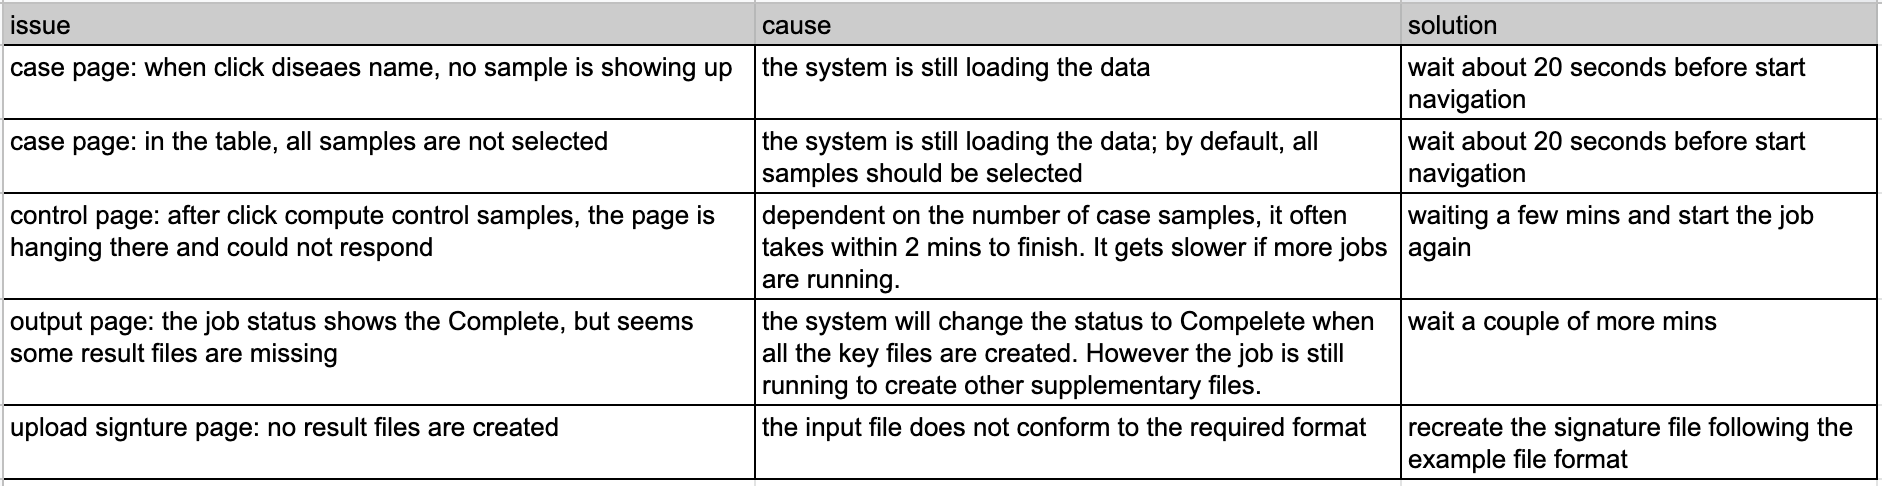 issue
cause
solution
case page: when click diseaes name, no sample is showing up
the system is still loading the data
wait about 20 seconds before start
navigation
case page: in the table, all samples are not selected
the system is still loading the data; by default, all
samples should be selected
wait about 20 seconds before start
navigation
control page: after click compute control samples, the page is
hanging there and could not respond
dependent on the number of case samples, it often
takes within 2 mins to finish. It gets slower if more jobs
are running.
waiting a few mins and start the job
again
output page: the job status shows the Complete, but seems
some result files are missing
the system will change the status to Compelete when
all the key files are created. However the job is still
running to create other supplementary files.
wait a couple of more mins
upload signture page: no result files are created
the input file does not conform to the required format
recreate the signature file following the
example file format